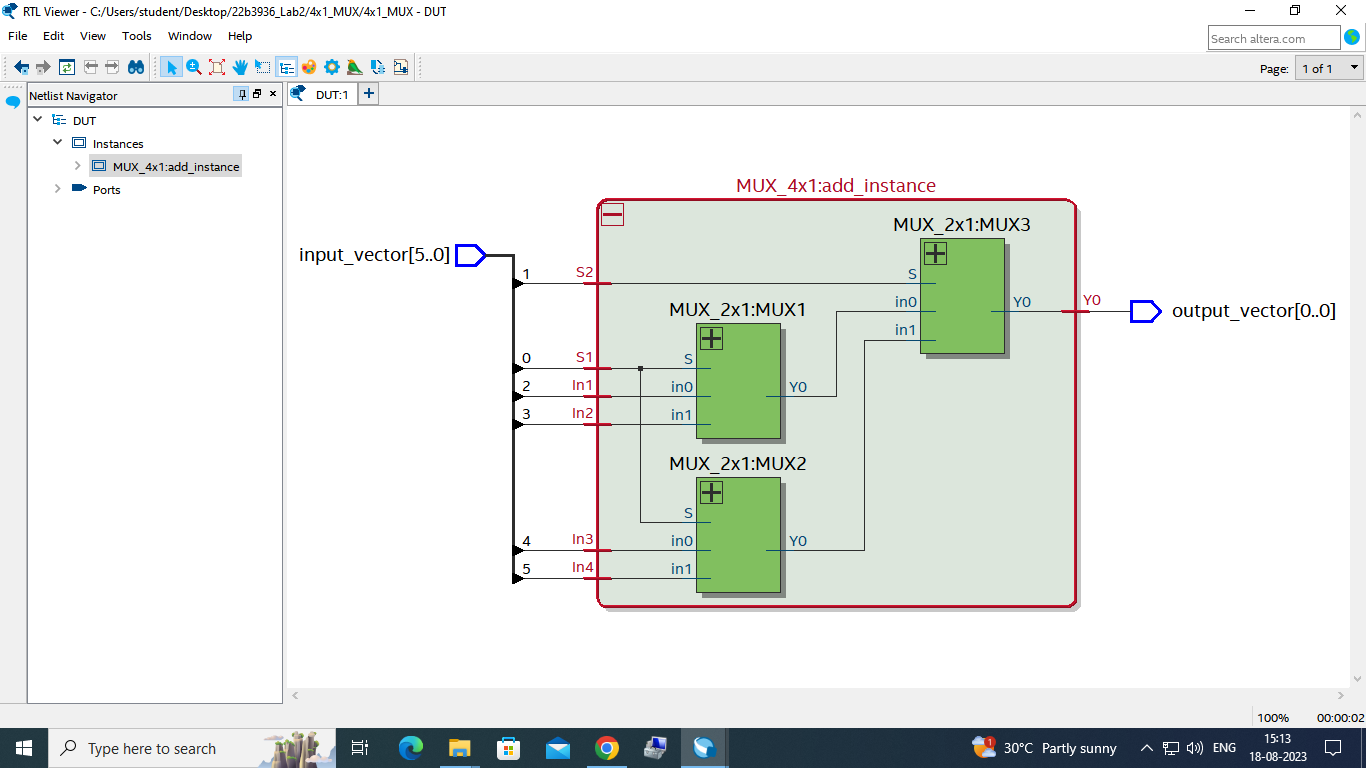 RTL Viewer - C:/Users/student/Desktop/22b3936_Lab2/4x1_MUX/4x1_MUX - DUT
File Edit View Tools Window Help
Search altera.com
Page: 1 of 1
Netlist Navigator
DUT:1
DUT
Instances
MUX_4x1:add_instance
Ports
MUX_4x1:add_instance
MUX_2x1:MUX3
input_vector[5..0]
1 S2 S
in0 Y0 Y0 output_vector[0..0]
MUX_2x1:MUX1
in1
0 S1 S
2 In1 in0 Y0
3 In2 in1
MUX_2x1:MUX2
S
4 In3 in0 Y0
5 In4 in1
100% 00:00:02
Type here to search
30°C Partly sunny
ENG
15:13
18-08-2023